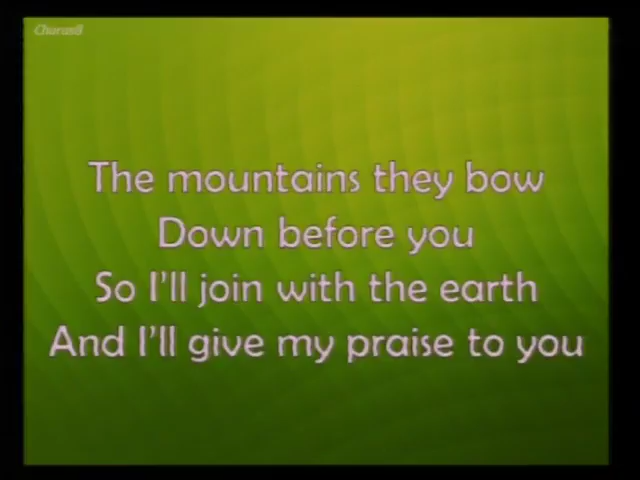 ChorusB
The mountains they bow
Down before you
So I'll join with the earth
And I'll give my praise to you